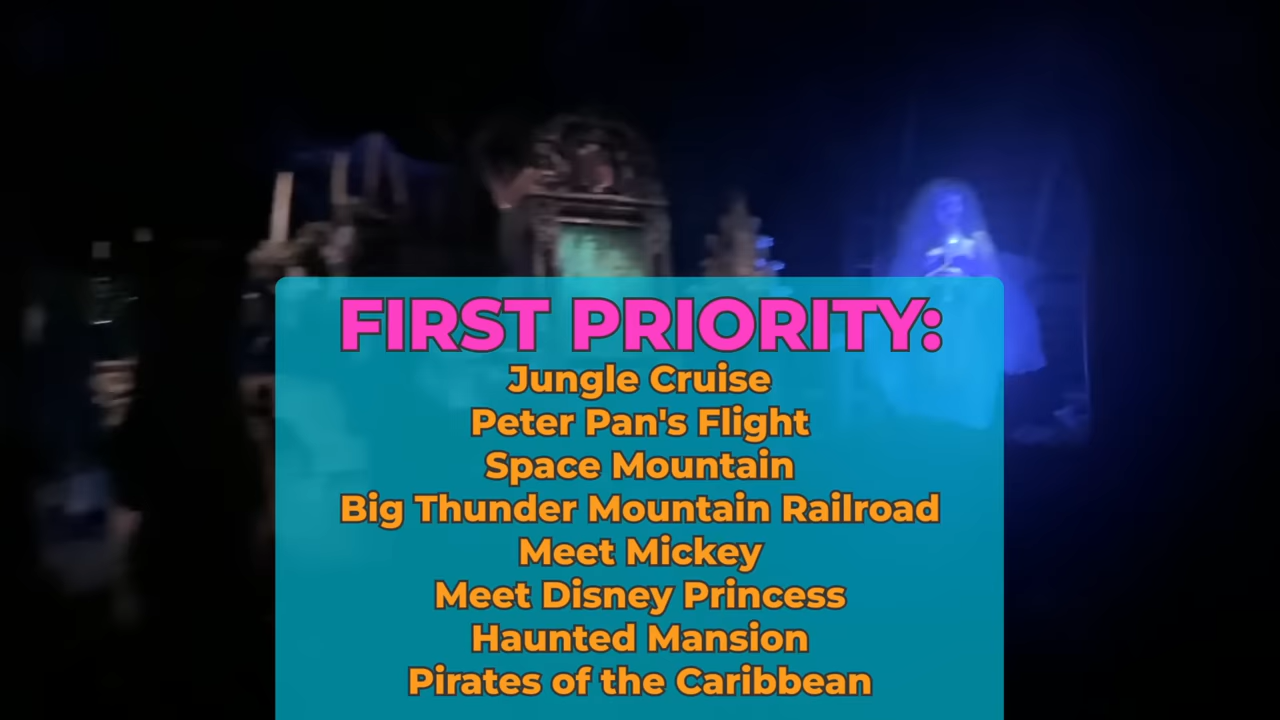 FIRST PRIORITY:
Jungle Cruise
Peter Pan's Flight
Space Mountain
Big Thunder Mountain Railroad
Meet Mickey
Meet Disney Princess
Haunted Mansion
Pirates of the Caribbean